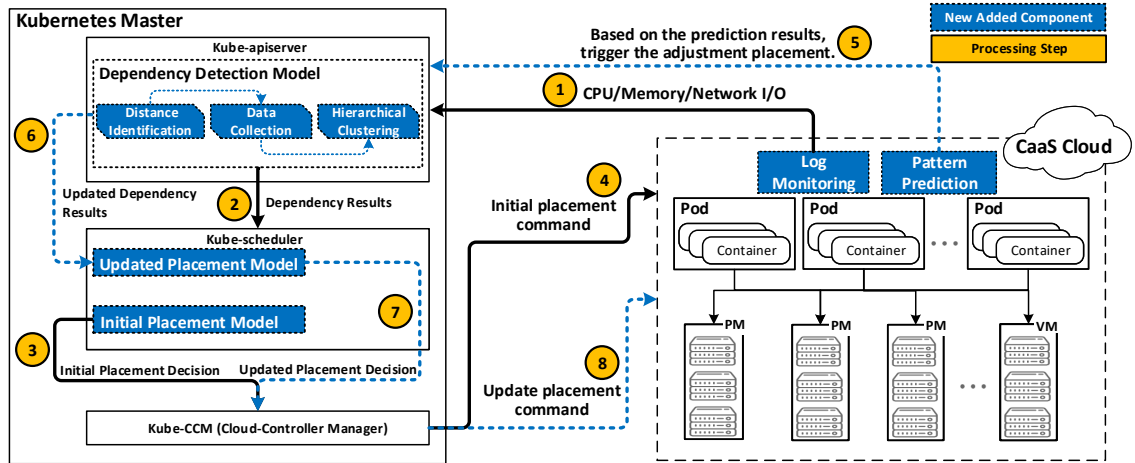 Kubernetes Master
Kube-apiserver
Dependency Detection Model
Distance
Identification
Data
Collection
Hierarchical
Clustering
6
Updated Dependency
Results
2
Dependency Results
Kube-scheduler
Updated Placement Model
7
Initial Placement Model
3
Initial Placement Decision
Updated Placement Decision
Kube-CCM (Cloud-Controller Manager)
Based on the prediction results,
trigger the adjustment placement.
5
1
CPU/Memory/Network I/O
4
Initial placement
command
8
Update placement
command
New Added Component
Processing Step
CaaS Cloud
Log
Monitoring
Pattern
Prediction
Pod
Container
Pod
Container
Pod
Container
PM
PM
PM
VM